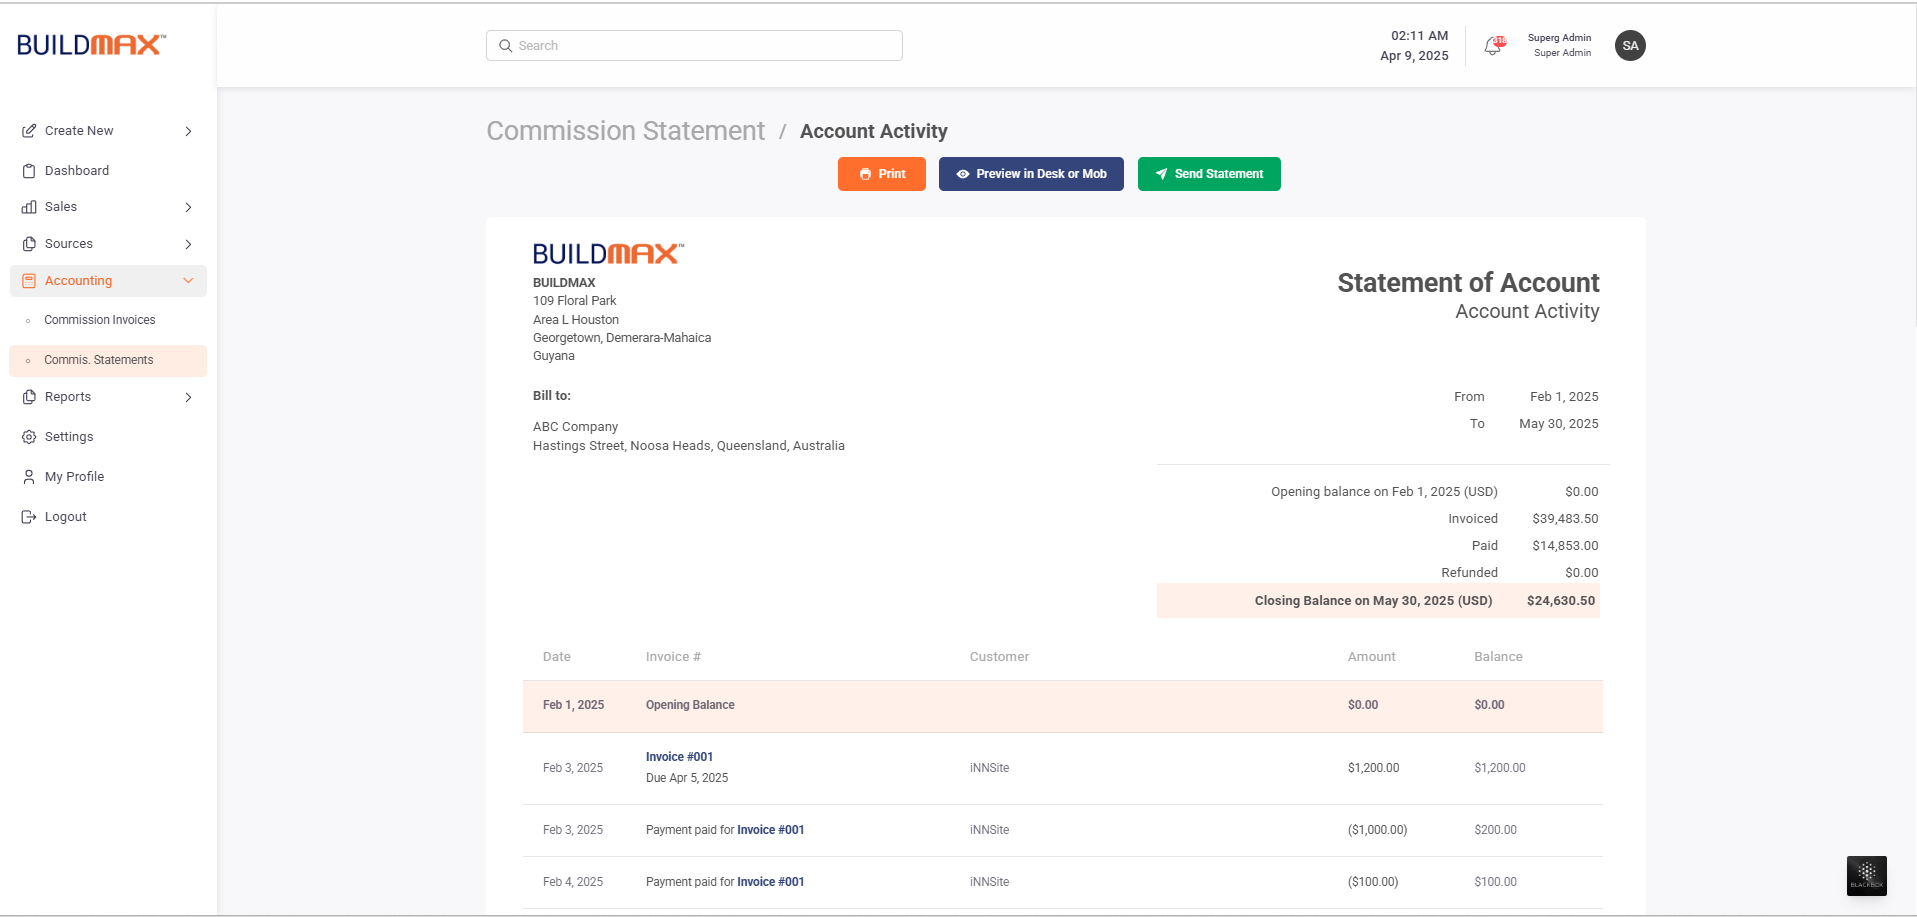 BUILDMAX™
Search
02:11 AM
Apr 9, 2025
Superg Admin
Super Admin
SA
Create New
Dashboard
Sales
Sources
Accounting
Commission Invoices
Commis. Statements
Reports
Settings
My Profile
Logout
Commission Statement / Account Activity
Print
Preview in Desk or Mob
Send Statement
BUILDMAX™
BUILDMAX
109 Floral Park
Area L Houston
Georgetown, Demerara-Mahaica
Guyana
Statement of Account
Account Activity
Bill to:
ABC Company
Hastings Street, Noosa Heads, Queensland, Australia
From Feb 1, 2025
To May 30, 2025
Opening balance on Feb 1, 2025 (USD) $0.00
Invoiced $39,483.50
Paid $14,853.00
Refunded $0.00
Closing Balance on May 30, 2025 (USD) $24,630.50
Date Invoice # Customer Amount Balance
Feb 1, 2025 Opening Balance $0.00 $0.00
Feb 3, 2025 Invoice #001 Due Apr 5, 2025 iNNSite $1,200.00 $1,200.00
Feb 3, 2025 Payment paid for Invoice #001 iNNSite ($1,000.00) $200.00
Feb 4, 2025 Payment paid for Invoice #001 iNNSite ($100.00) $100.00
BLACKBOX